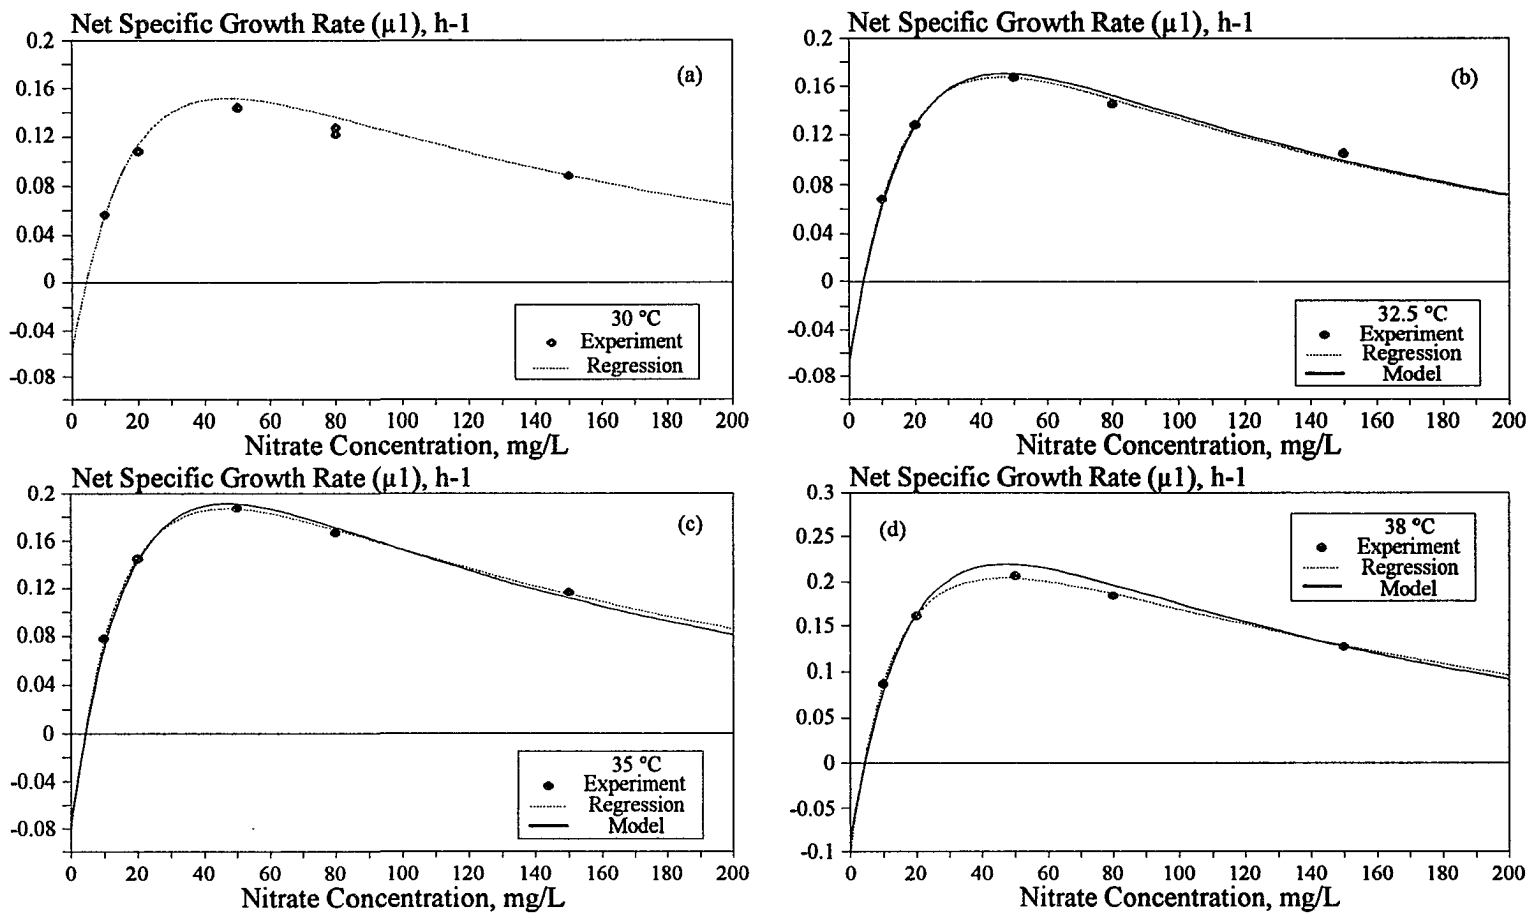 Net Specific Growth Rate (µ1), h-1
0.2
0.16
0.12
0.08
0.04
0
-0.04
-0.08
(a)
30 °C
Experiment
Regression
0 20 40 60 80 100 120 140 160 180 200
Nitrate Concentration, mg/L
Net Specific Growth Rate (µ1), h-1
0.2
0.16
0.12
0.08
0.04
0
-0.04
-0.08
(b)
32.5 °C
Experiment
Regression
Model
0 20 40 60 80 100 120 140 160 180 200
Nitrate Concentration, mg/L
Net Specific Growth Rate (µ1), h-1
0.2
0.16
0.12
0.08
0.04
0
-0.04
-0.08
(c)
35 °C
Experiment
Regression
Model
0 20 40 60 80 100 120 140 160 180 200
Nitrate Concentration, mg/L
Net Specific Growth Rate (µ1), h-1
0.3
0.25
0.2
0.15
0.1
0.05
0
-0.05
-0.1
(d)
38 °C
Experiment
Regression
Model
0 20 40 60 80 100 120 140 160 180 200
Nitrate Concentration, mg/L